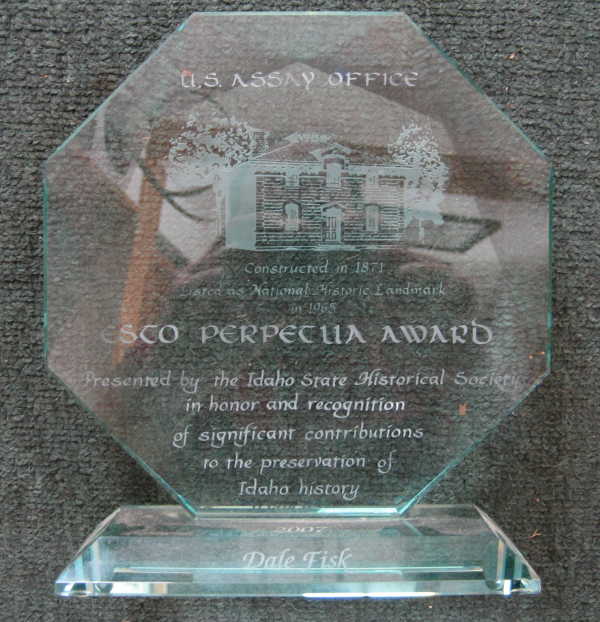 U.S. ASSAY OFFICE
Constructed in 1871
Listed as National Historic Landmark
in 1965
ESTO PERPETUA AWARD
Presented by the Idaho State Historical Society
in honor and recognition
of significant contributions
to the preservation of
Idaho history
2007
Dale Fisk